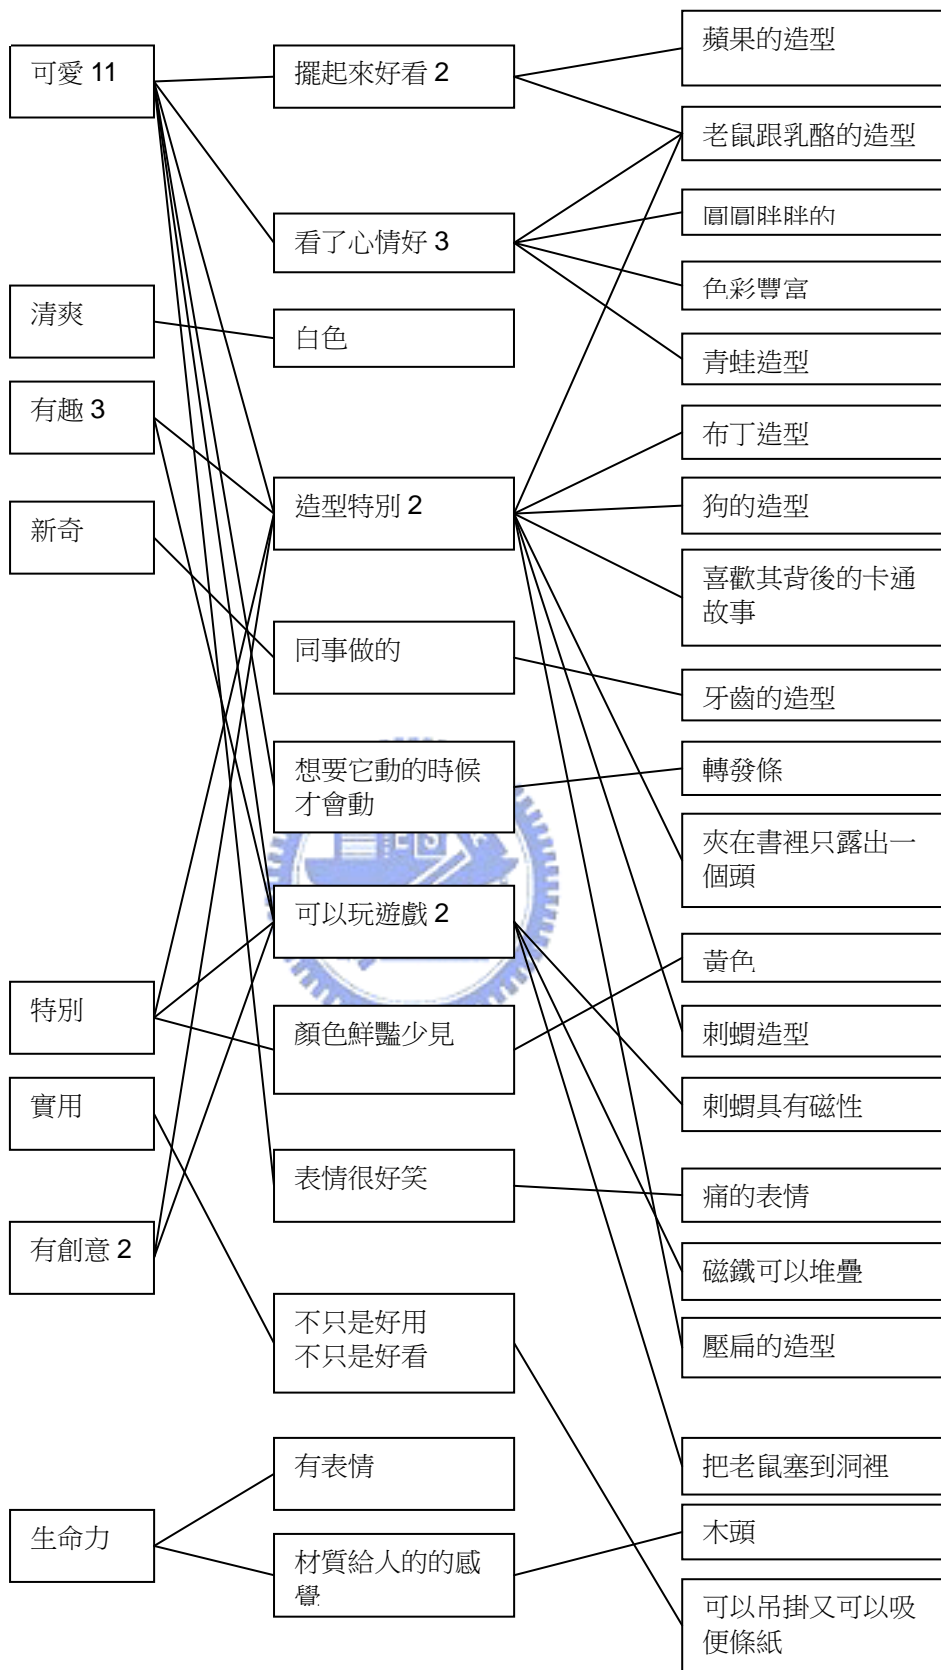 可愛 11
清爽
有趣 3
新奇
特別
實用
有創意 2
生命力
擺起來好看 2
看了心情好 3
白色
造型特別 2
同事做的
想要它動的時候
才會動
可以玩遊戲 2
顏色鮮豔少見
表情很好笑
不只是好用
不只是好看
有表情
材質給人的的感
覺
蘋果的造型
老鼠跟乳酪的造型
圓圓胖胖的
色彩豐富
青蛙造型
布丁造型
狗的造型
喜歡其背後的卡通
故事
牙齒的造型
轉發條
夾在書裡只露出一
個頭
黃色
刺蝟造型
刺蝟具有磁性
痛的表情
磁鐵可以堆疊
壓扁的造型
把老鼠塞到洞裡
木頭
可以吊掛又可以吸
便條紙